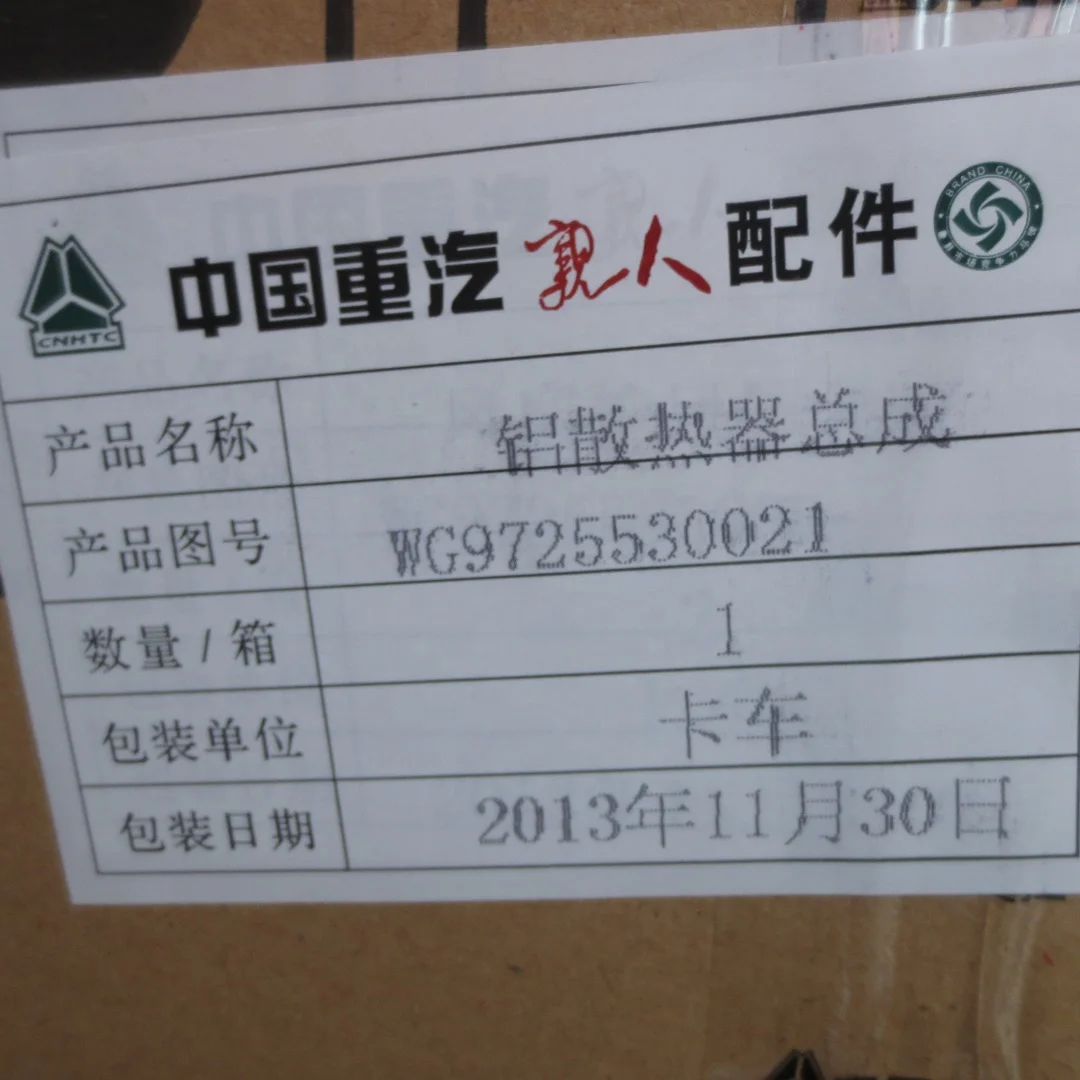 中国重汽亲人配件
CNHTC
BRAND CHINA
产品名称 铝散热器总成
产品图号 WG9725530021
数量/箱 1
包装单位 卡车
包装日期 2013年11月30日